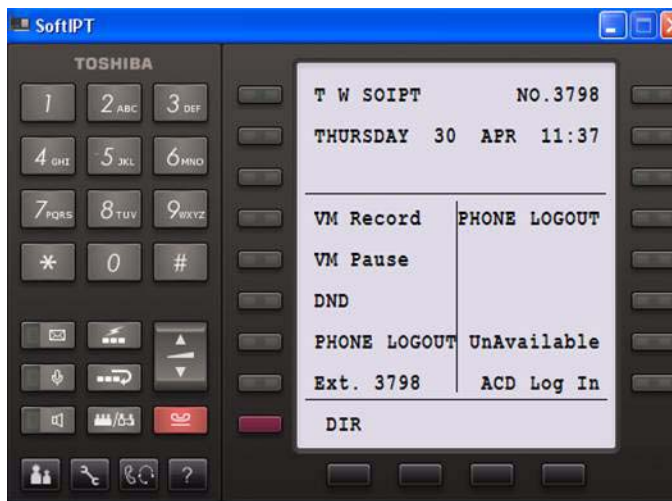 SoftIPT
TOSHIBA
1 2 ABC 3 DEF
4 GHI 5 JKL 6 MNO
7 PQRS 8 TUV 9 WXYZ
* 0 #
?
T W SOIPT NO.3798
THURSDAY 30 APR 11:37
VM Record PHONE LOGOUT
VM Pause
DND
PHONE LOGOUT UnAvailable
Ext. 3798 ACD Log In
DIR